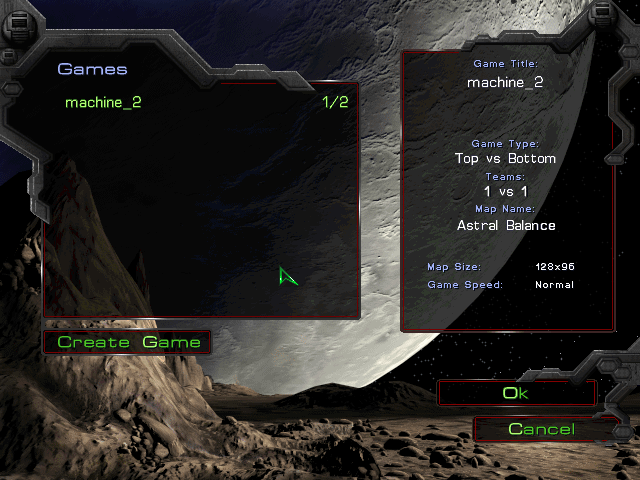 Games
machine_2 1/2
Create Game
Game Title:
machine_2
Game Type:
Top vs Bottom
Teams:
1 vs 1
Map Name:
Astral Balance
Map Size: 128x96
Game Speed: Normal
Ok
Cancel